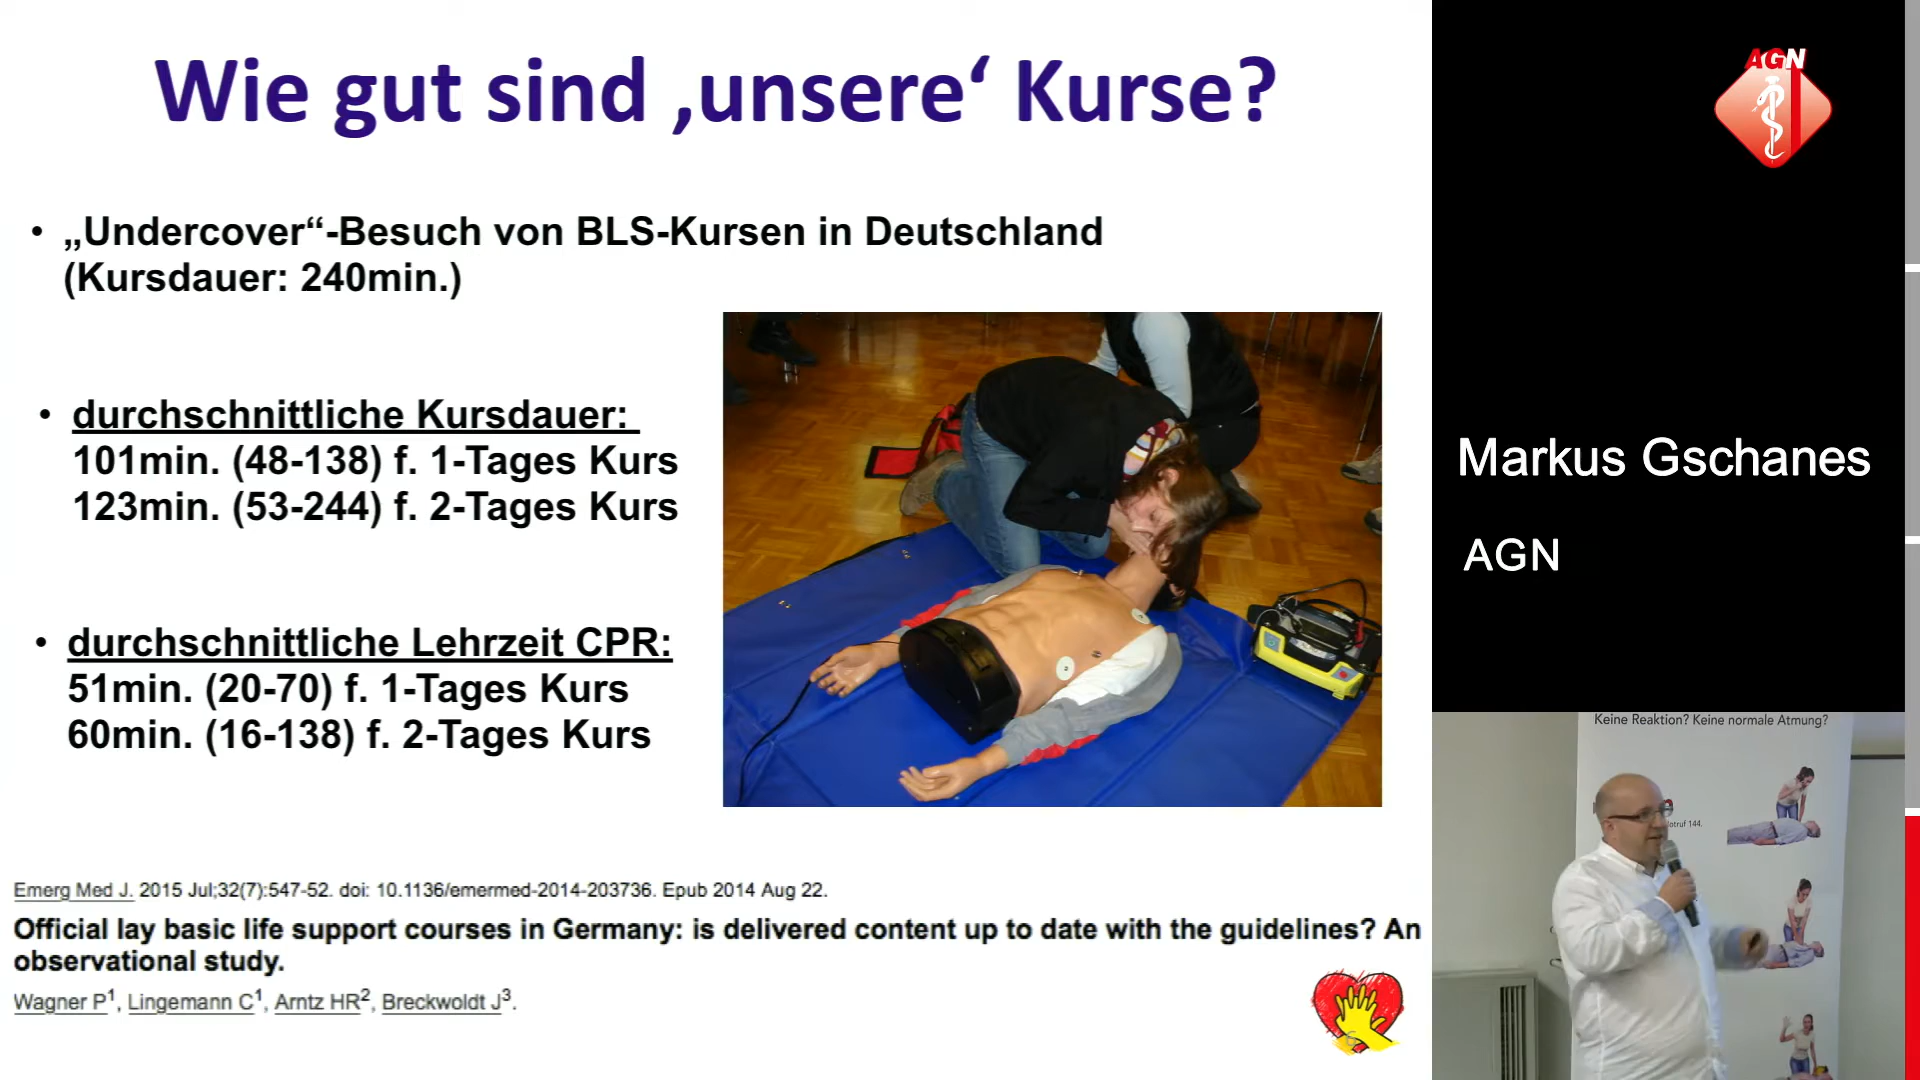 Wie gut sind ‚unsere‘ Kurse?
• „Undercover“-Besuch von BLS-Kursen in Deutschland
(Kursdauer: 240min.)
• durchschnittliche Kursdauer:
101min. (48-138) f. 1-Tages Kurs
123min. (53-244) f. 2-Tages Kurs
• durchschnittliche Lehrzeit CPR:
51min. (20-70) f. 1-Tages Kurs
60min. (16-138) f. 2-Tages Kurs
Emerg Med J. 2015 Jul;32(7):547-52. doi: 10.1136/emermed-2014-203736. Epub 2014 Aug 22.
Official lay basic life support courses in Germany: is delivered content up to date with the guidelines? An
observational study.
Wagner P1, Lingemann C1, Arntz HR2, Breckwoldt J3.
6
AGN
Markus Gschanes
AGN
Keine Reaktion? Keine normale Atmung?
144.